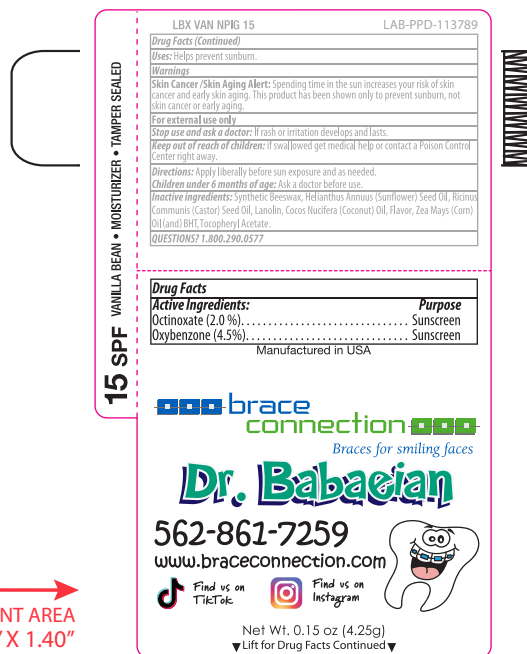 LBX VAN NPIG 15
LAB-PPD-113789
Drug Facts (Continued)
Uses: Helps prevent sunburn.
Warnings
Skin Cancer /Skin Aging Alert: Spending time in the sun increases your risk of skin
cancer and early skin aging. This product has been shown only to prevent sunburn, not
skin cancer or early aging.
For external use only
Stop use and ask a doctor: If rash or irritation develops and lasts.
Keep out of reach of children: if swallowed get medical help or contact a Poison Control
Center right away.
Directions: Apply liberally before sun exposure and as needed.
Children under 6 months of age: Ask a doctor before use.
Inactive ingredients: Synthetic Beeswax, Helianthus Annuus (Sunflower) Seed Oil, Ricinus
Communis (Castor) Seed Oil, Lanolin, Cocos Nucifera (Coconut) Oil, Flavor, Zea Mays (Corn)
Oil (and) BHT, Tocopheryl Acetate.
QUESTIONS? 1.800.290.0577
15 SPF VANILLA BEAN • MOISTURIZER • TAMPER SEALED
Drug Facts
Active Ingredients: Purpose
Octinoxate (2.0 %)............................. Sunscreen
Oxybenzone (4.5%)............................ Sunscreen
Manufactured in USA
brace
connection
Braces for smiling faces
Dr. Babaeian
562-861-7259
www.braceconnection.com
Find us on
TikTok
Find us on
Instagram
Net Wt. 0.15 oz (4.25g)
▼Lift for Drug Facts Continued▼
NT AREA
X 1.40”